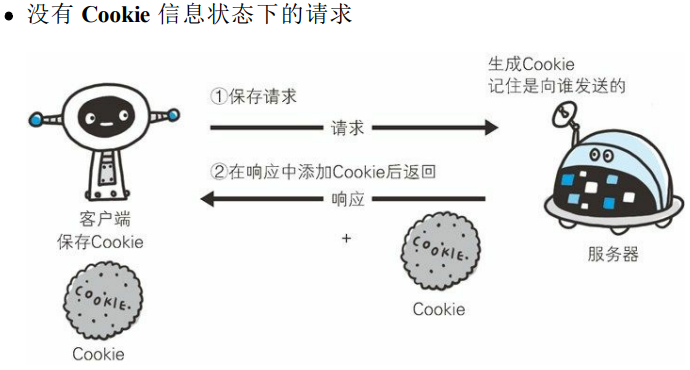 • 没有 Cookie 信息状态下的请求
生成Cookie
记住是向谁发送的
①保存请求
请求
②在响应中添加Cookie后返回
响应
+
COOKIE
Cookie
客户端
保存Cookie
COOKIE
Cookie
服务器